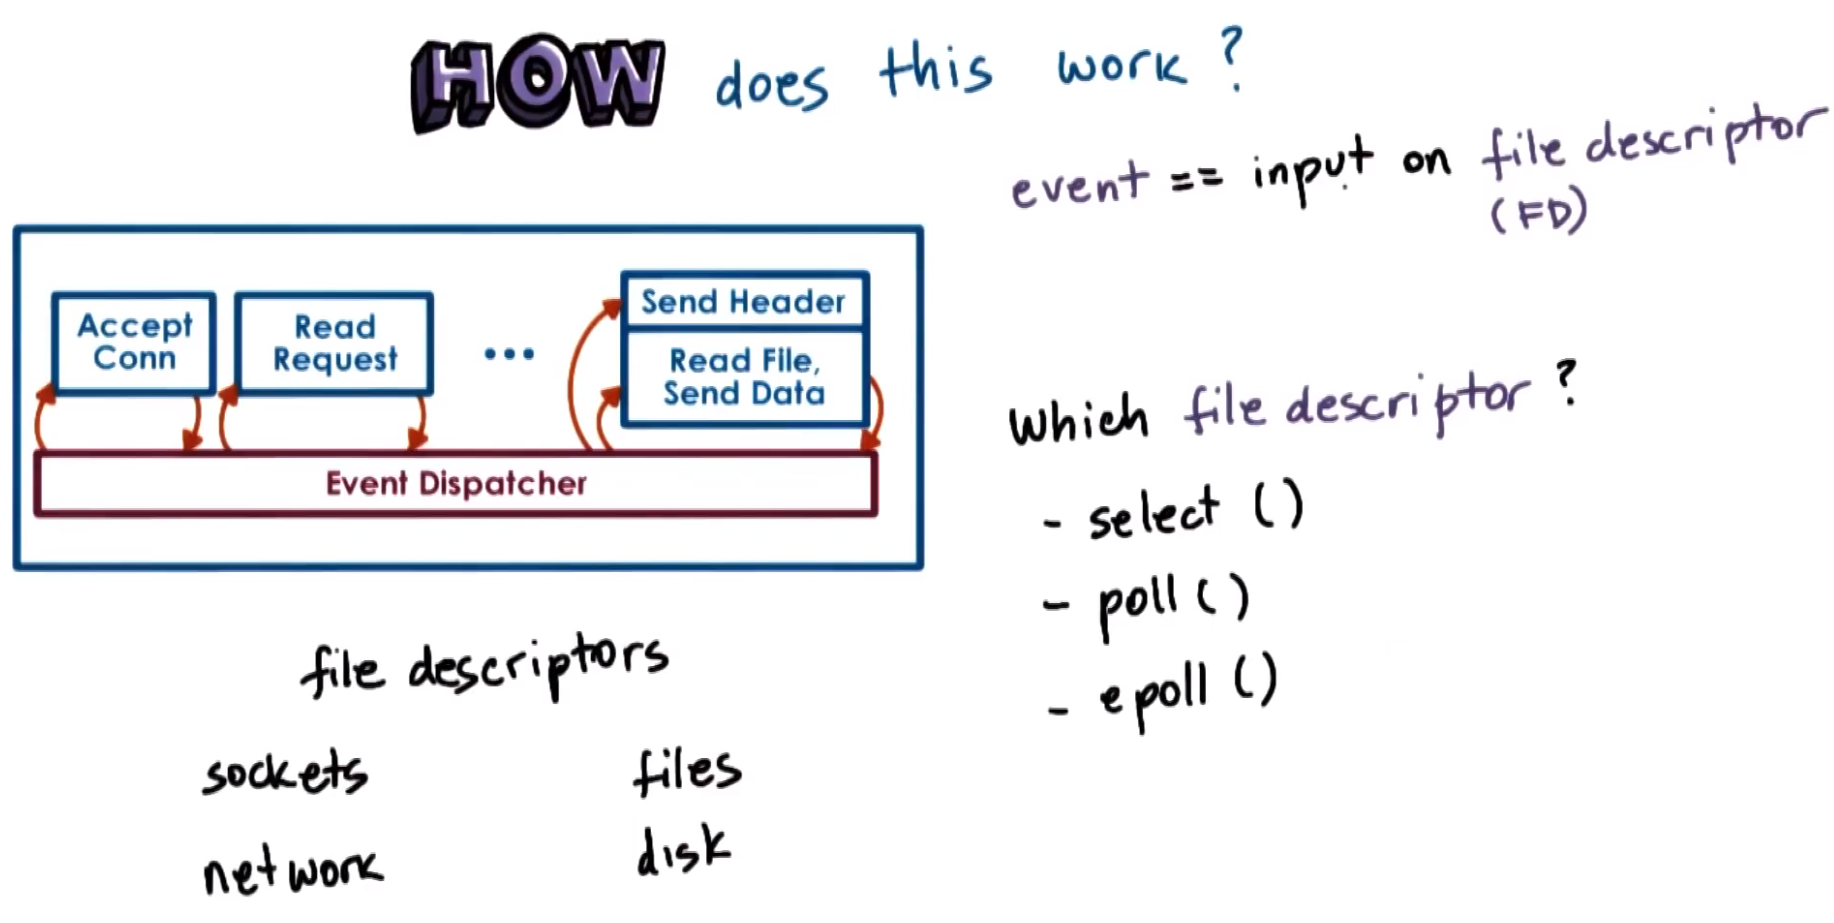 HOW does this work ?
event == input on file descriptor
(FD)
Accept
Conn
Read
Request
...
Send Header
Read File,
Send Data
Event Dispatcher
which file descriptor ?
- select ()
- poll ()
- epoll ()
file descriptors
sockets files
network disk